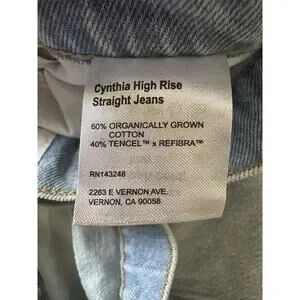 Cynthia High Rise
Straight Jeans
60% ORGANICALLY GROWN
COTTON
40% TENCEL™ x REFIBRA™
RN143248
2263 E VERNON AVE.
VERNON, CA 90058